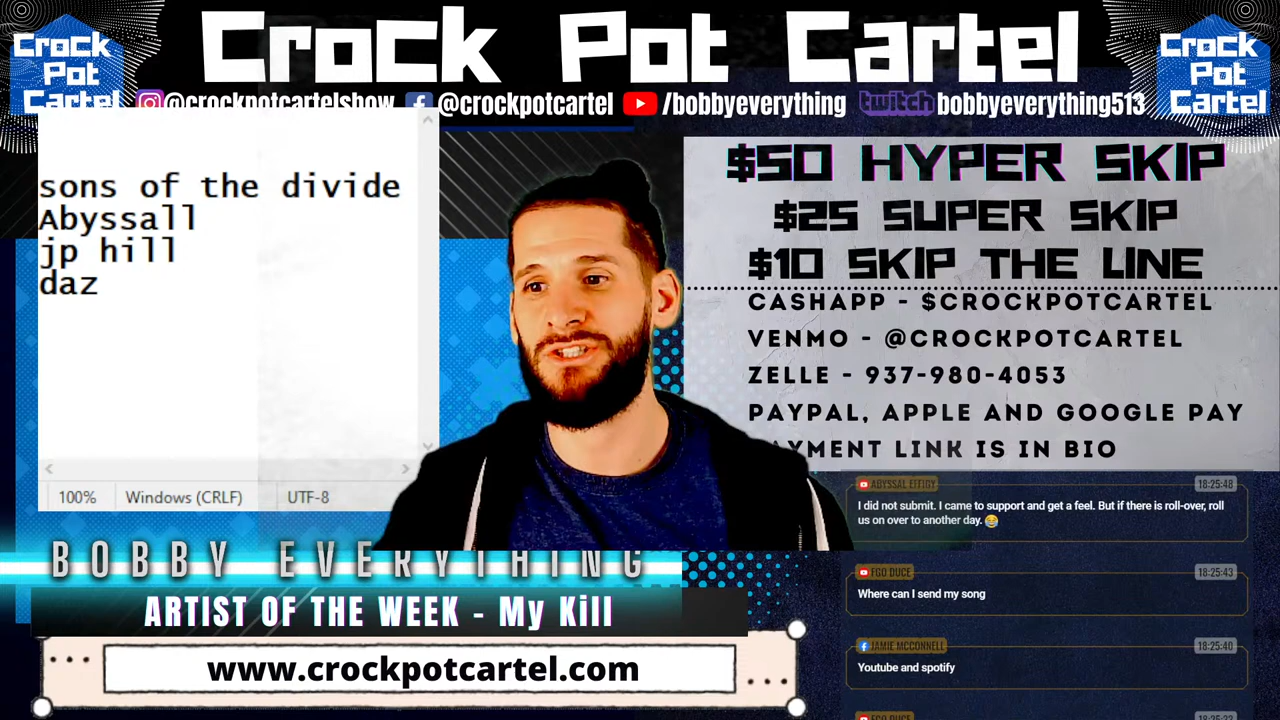 Crock Pot Cartel
Crock
Pot
Cartel
Crock
Pot
Cartel
@crockpotcartelshow @crockpotcartel /bobbyeverything twitch bobbyeverything513
sons of the divide
Abyssall
jp hill
daz
100% Windows (CRLF) UTF-8
$50 HYPER SKIP
$25 SUPER SKIP
$10 SKIP THE LINE
CASHAPP - $CROCKPOTCARTEL
VENMO - @CROCKPOTCARTEL
ZELLE - 937-980-4053
PAYPAL, APPLE AND GOOGLE PAY
PAYMENT LINK IS IN BIO
ABYSSAL EFFIGY 18:25:48
I did not submit. I came to support and get a feel. But if there is roll-over, roll
us on over to another day. 😂
FGO DUCE 18:25:43
Where can I send my song
JAMIE MCCONNELL 18:25:40
Youtube and spotify
FGO DUCE
BOBBY EVERYTHING
ARTIST OF THE WEEK - My Kill
www.crockpotcartel.com